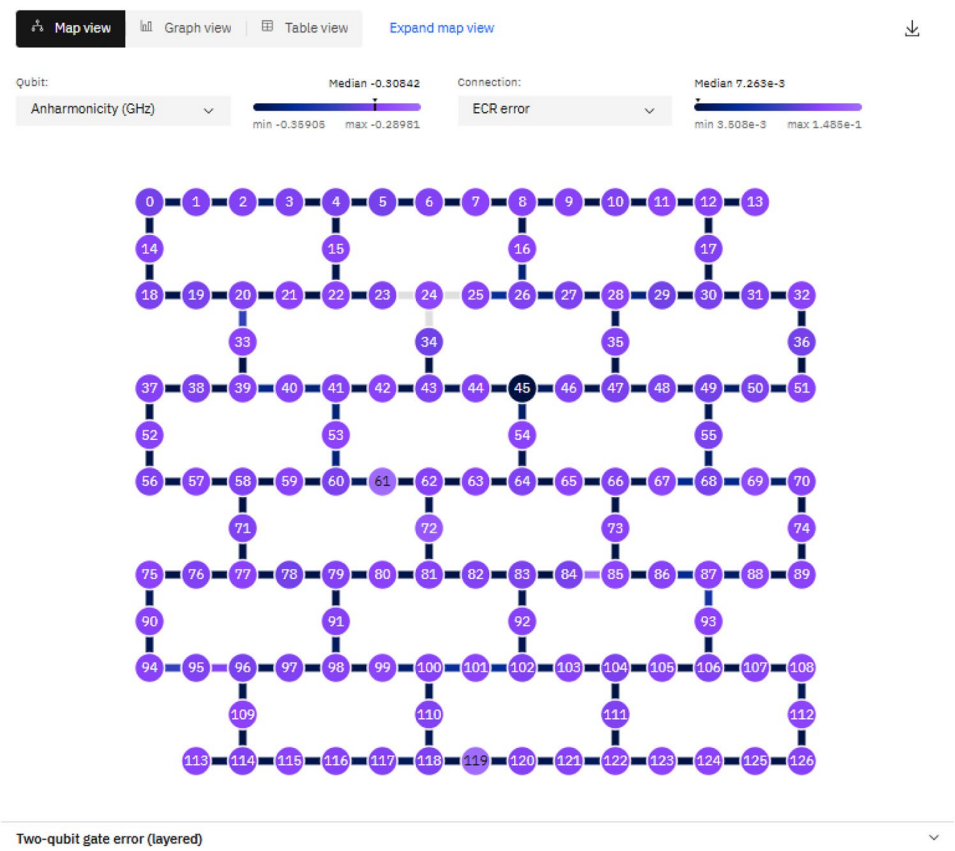 Map view Graph view Table view Expand map view
Qubit: Median -0.30842 Connection: Median 7.263e-3
Anharmonicity (GHz) ECR error
min -0.35905 max -0.28981 min 3.508e-3 max 1.485e-1
0 1 2 3 4 5 6 7 8 9 10 11 12 13
14 15 16 17
18 19 20 21 22 23 24 25 26 27 28 29 30 31 32
33 34 35 36
37 38 39 40 41 42 43 44 45 46 47 48 49 50 51
52 53 54 55
56 57 58 59 60 61 62 63 64 65 66 67 68 69 70
71 72 73 74
75 76 77 78 79 80 81 82 83 84 85 86 87 88 89
90 91 92 93
94 95 96 97 98 99 100 101 102 103 104 105 106 107 108
109 110 111 112
113 114 115 116 117 118 119 120 121 122 123 124 125 126
Two-qubit gate error (layered)